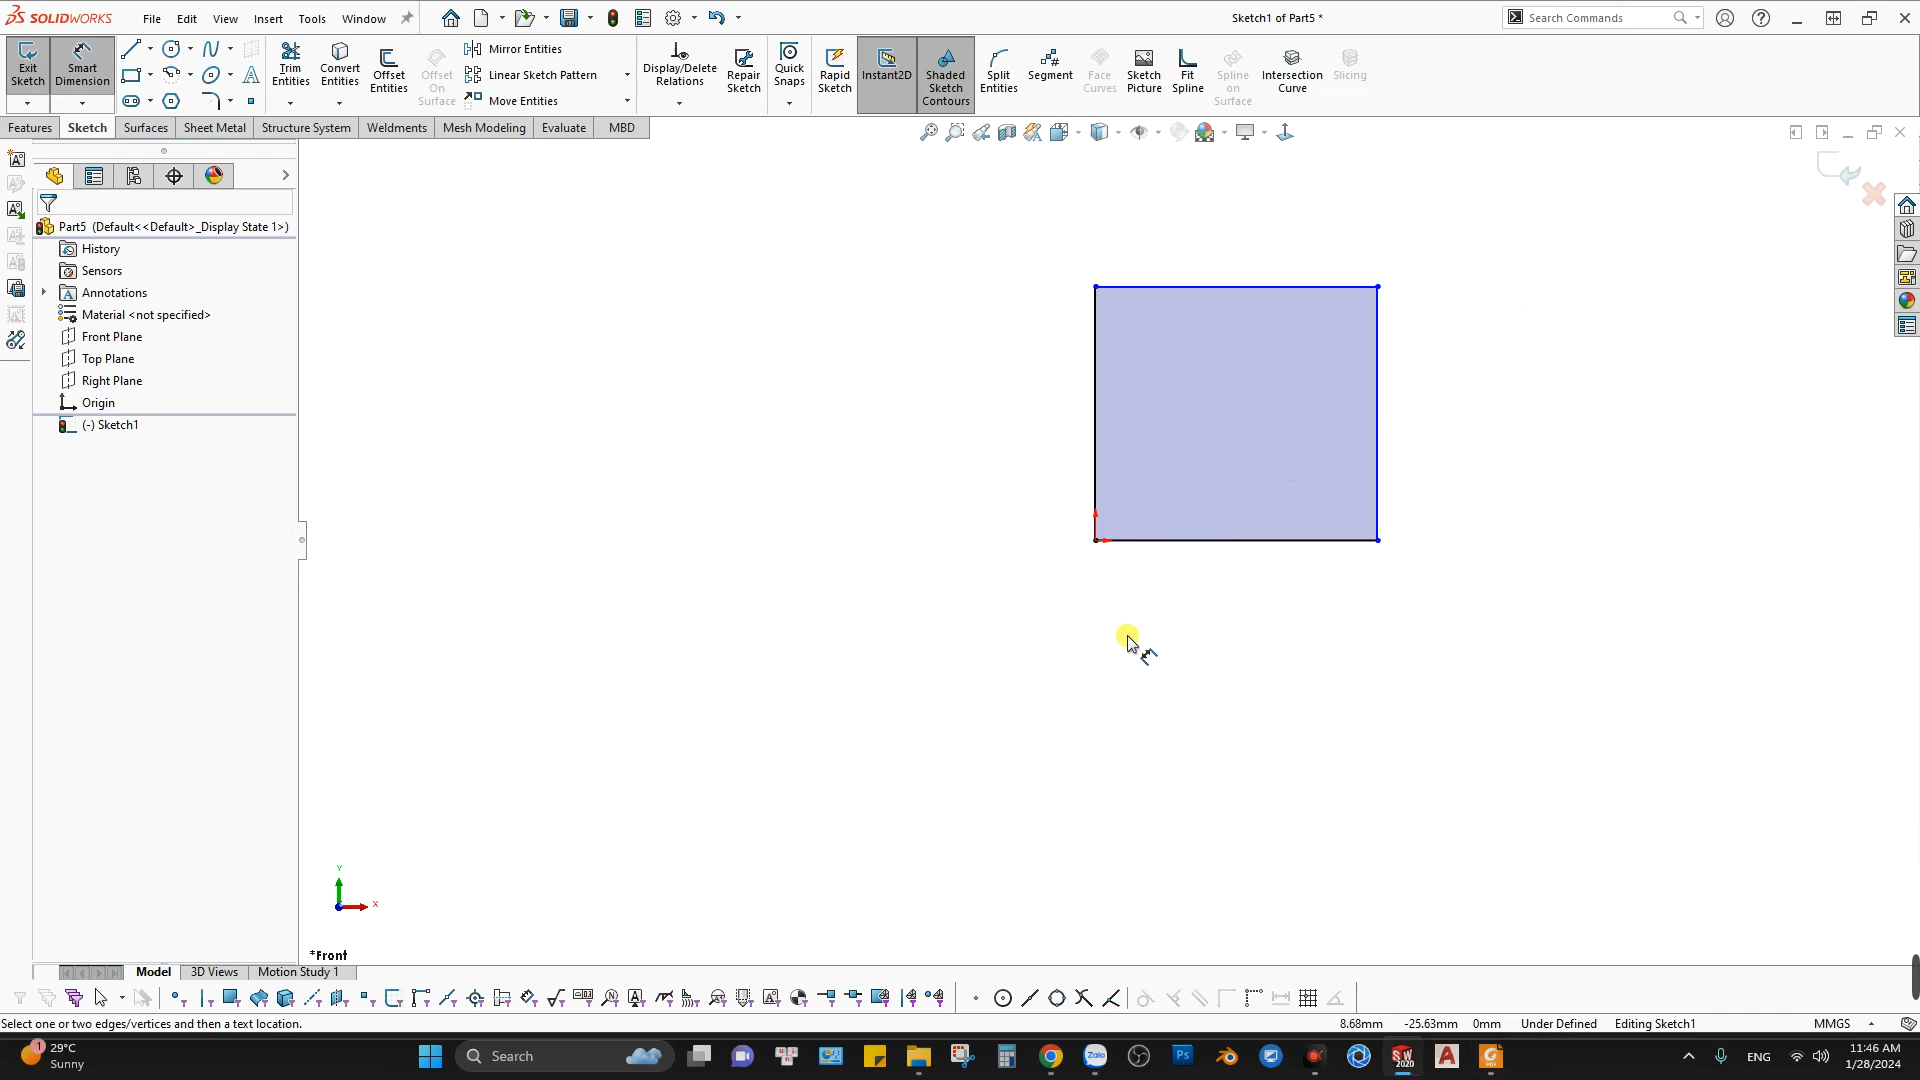 SOLIDWORKS File Edit View Insert Tools Window Sketch1 of Part5 * Search Commands
Exit Sketch
Smart Dimension
Trim Entities
Convert Entities
Offset Entities
Offset On Surface
Mirror Entities
Linear Sketch Pattern
Move Entities
Display/Delete Relations
Repair Sketch
Quick Snaps
Rapid Sketch
Instant2D
Shaded Sketch Contours
Split Entities
Segment
Face Curves
Sketch Picture
Fit Spline
Spline on Surface
Intersection Curve
Slicing
Features Sketch Surfaces Sheet Metal Structure System Weldments Mesh Modeling Evaluate MBD
Part5 (Default<<Default>_Display State 1>)
History
Sensors
Annotations
Material <not specified>
Front Plane
Top Plane
Right Plane
Origin
(-) Sketch1
Y
X
*Front
Model 3D Views Motion Study 1
Select one or two edges/vertices and then a text location. 8.68mm -25.63mm 0mm Under Defined Editing Sketch1 MMGS
1
29°C
Sunny
Search
Zalo
Ps
SW
2020
A
PDF
ENG
11:46 AM
1/28/2024